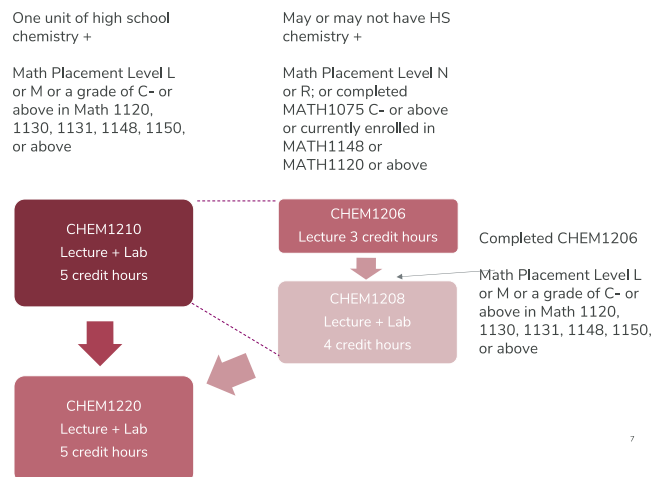 One unit of high school
chemistry +
Math Placement Level L
or M or a grade of C- or
above in Math 1120,
1130, 1131, 1148, 1150,
or above
May or may not have HS
chemistry +
Math Placement Level N
or R; or completed
MATH1075 C- or above
or currently enrolled in
MATH1148 or
MATH1120 or above
CHEM1210
Lecture + Lab
5 credit hours
CHEM1206
Lecture 3 credit hours
CHEM1208
Lecture + Lab
4 credit hours
Completed CHEM1206
Math Placement Level L
or M or a grade of C- or
above in Math 1120,
1130, 1131, 1148, 1150,
or above
CHEM1220
Lecture + Lab
5 credit hours
7